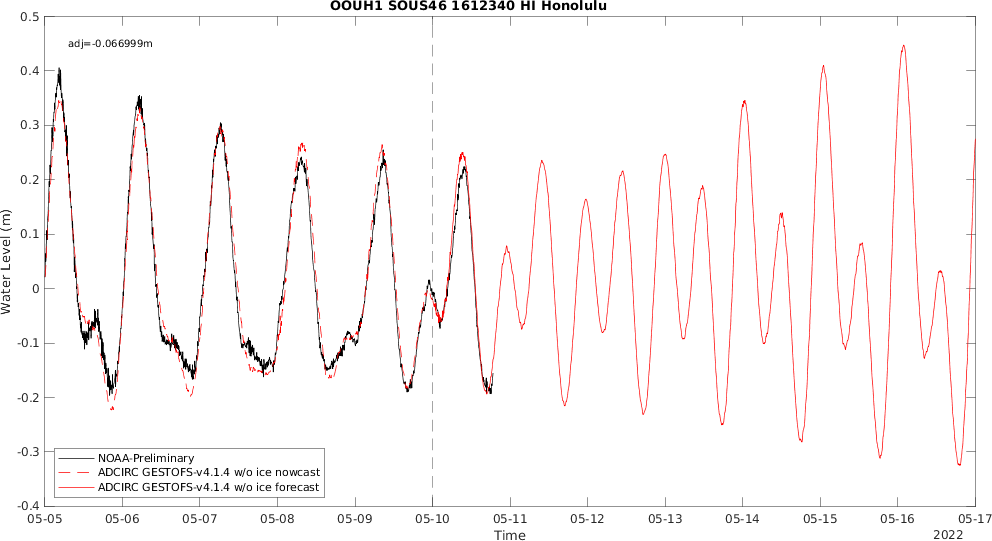 OOUH1 SOUS46 1612340 HI Honolulu
adj=-0.066999m
0.5
0.4
0.3
0.2
0.1
0
-0.1
-0.2
-0.3
-0.4
Water Level (m)
NOAA-Preliminary
ADCIRC GESTOFS-v4.1.4 w/o ice nowcast
ADCIRC GESTOFS-v4.1.4 w/o ice forecast
05-05 05-06 05-07 05-08 05-09 05-10 05-11 05-12 05-13 05-14 05-15 05-16 05-17
Time
2022